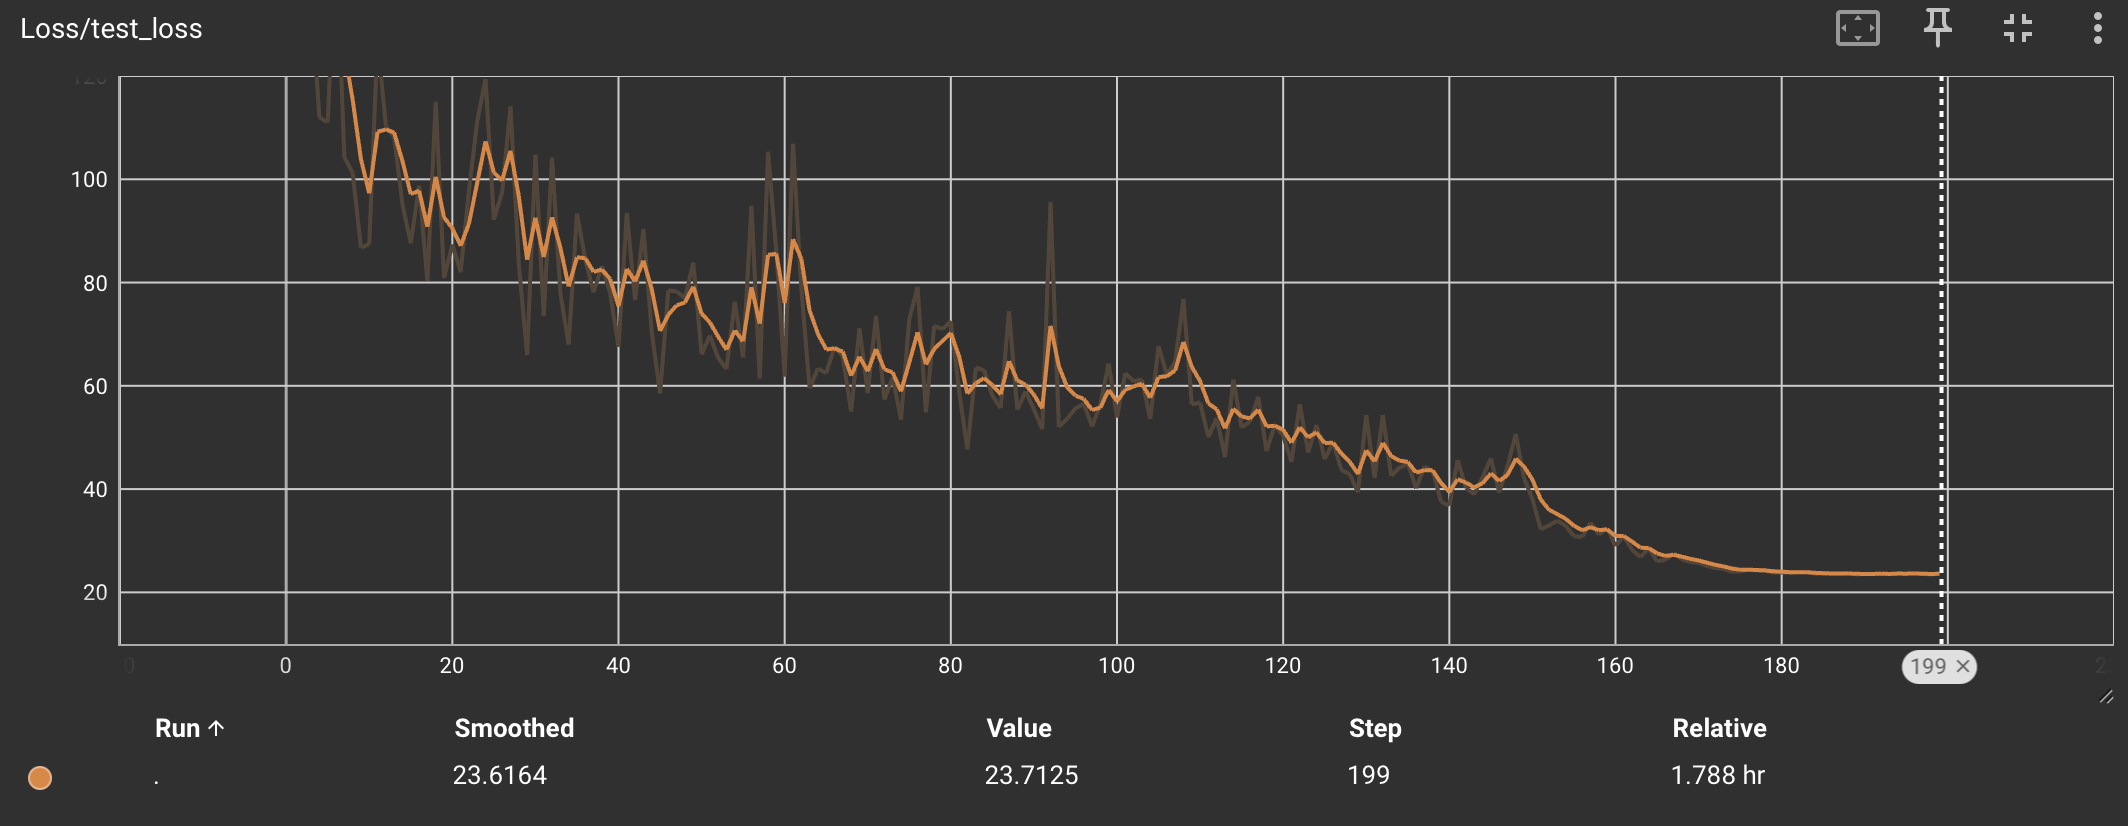 Loss/test_loss
120
100
80
60
40
20
0 20 40 60 80 100 120 140 160 180 199 ×
Run ↑ Smoothed Value Step Relative
. 23.6164 23.7125 199 1.788 hr